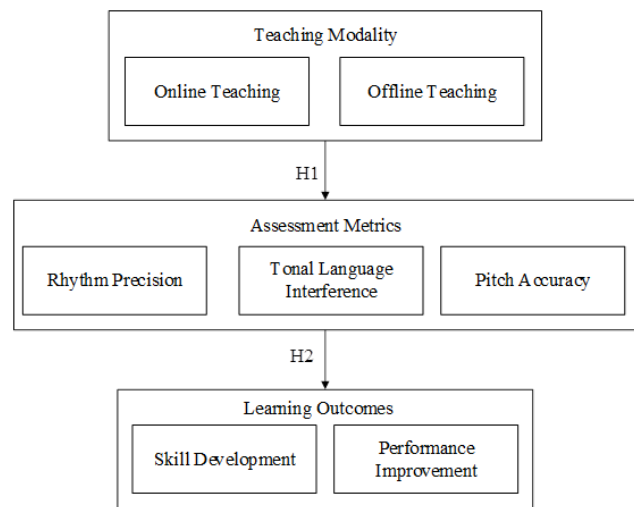 Teaching Modality
Online Teaching
Offline Teaching
H1
Assessment Metrics
Rhythm Precision
Tonal Language
Interference
Pitch Accuracy
H2
Learning Outcomes
Skill Development
Performance
Improvement